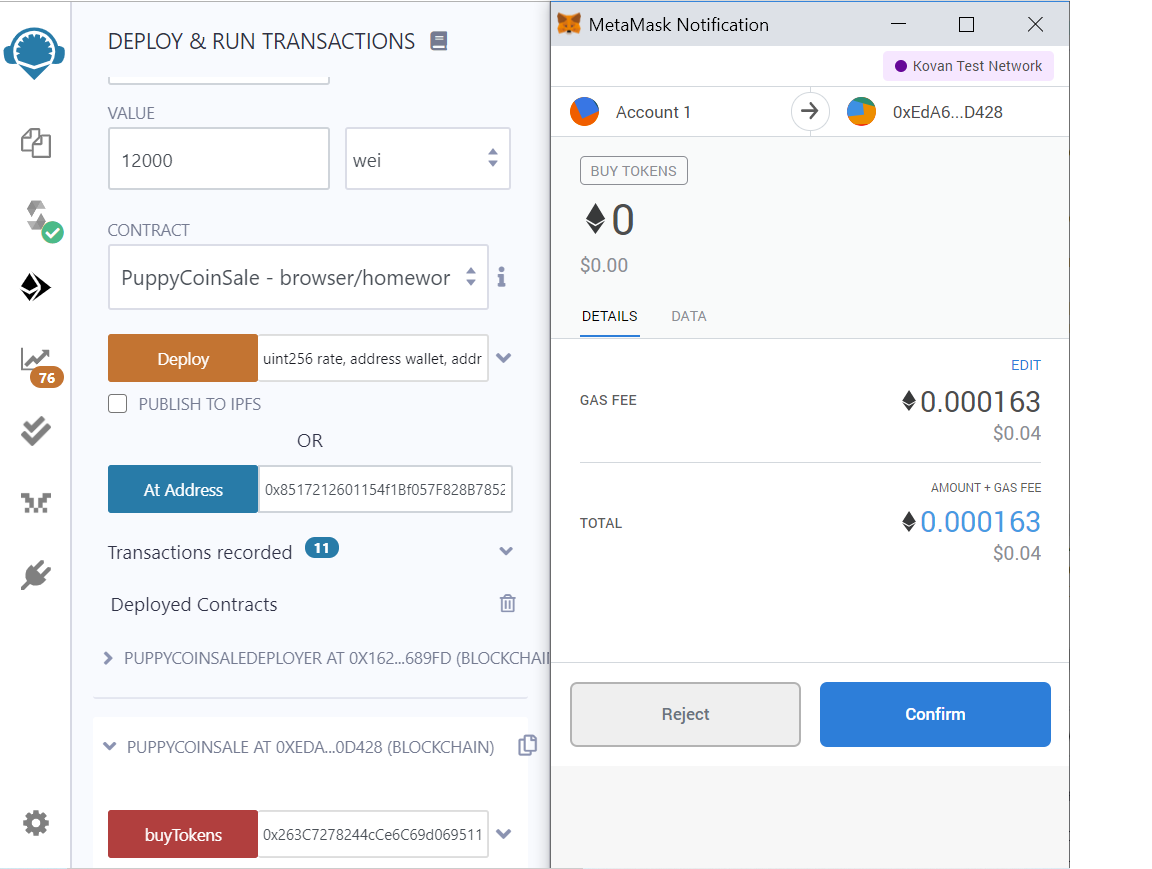 DEPLOY & RUN TRANSACTIONS
VALUE
12000
wei
CONTRACT
PuppyCoinSale - browser/homewor
Deploy
uint256 rate, address wallet, addr
PUBLISH TO IPFS
OR
At Address
0x8517212601154f1Bf057F828B7852
Transactions recorded 11
Deployed Contracts
PUPPYCOINSALEDEPLOYER AT 0X162...689FD (BLOCKCHAI
PUPPYCOINSALE AT 0XEDA...0D428 (BLOCKCHAIN)
buyTokens
0x263C7278244cCe6C69d069511
76
MetaMask Notification
Kovan Test Network
Account 1
0xEdA6...D428
BUY TOKENS
0
$0.00
DETAILS
DATA
EDIT
GAS FEE
0.000163
$0.04
AMOUNT + GAS FEE
TOTAL
0.000163
$0.04
Reject
Confirm